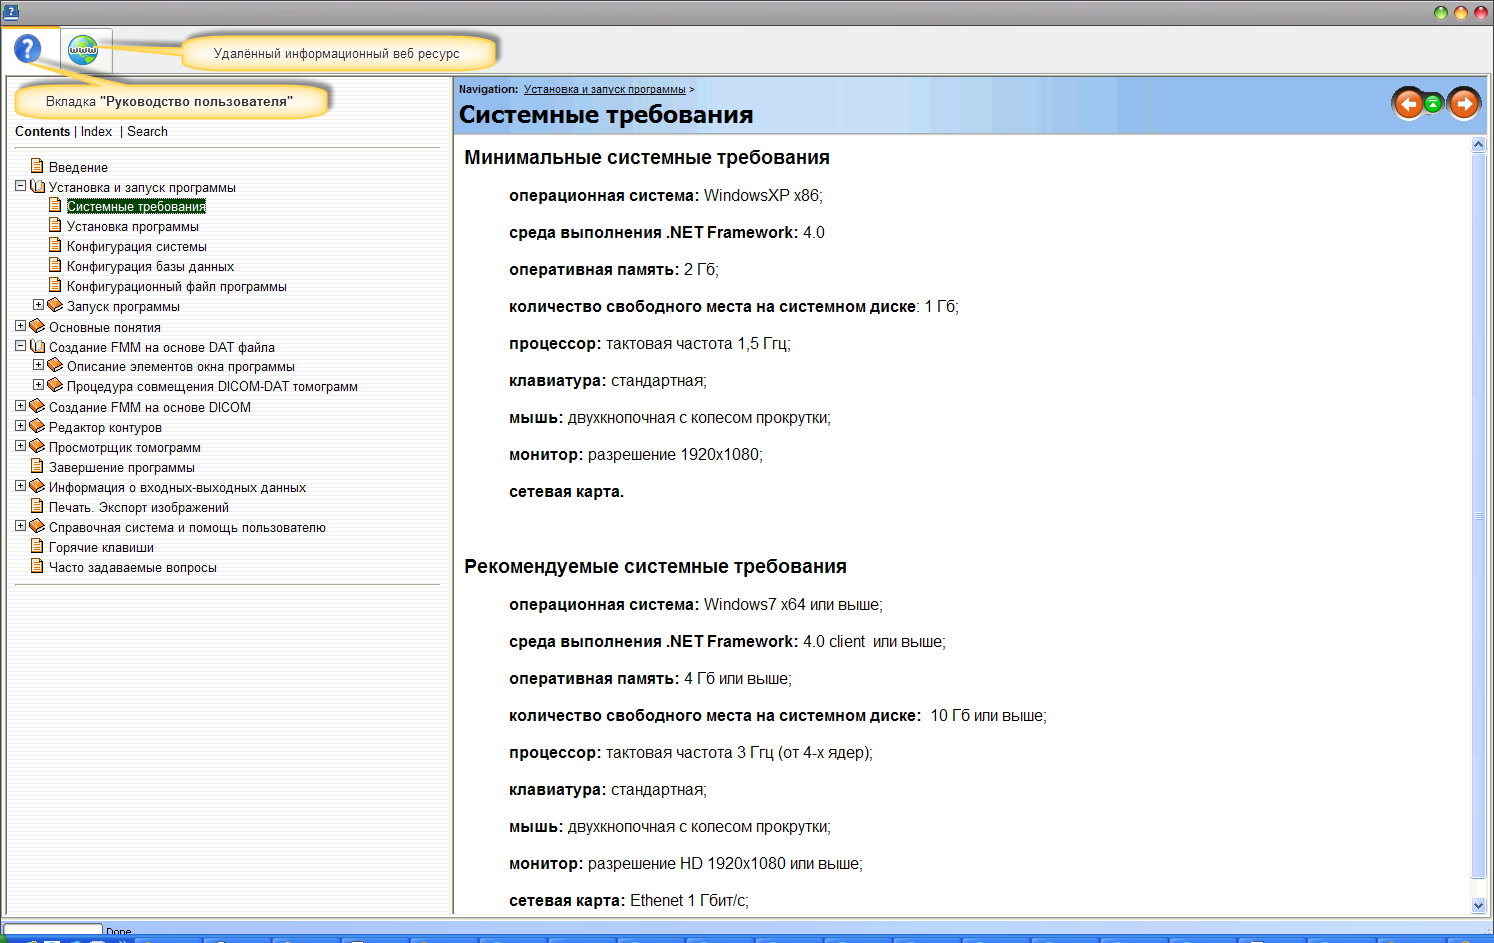 www
Удалённый информационный веб ресурс
Вкладка "Руководство пользователя"
Contents | Index | Search
Введение
Установка и запуск программы
Системные требования
Установка программы
Конфигурация системы
Конфигурация базы данных
Конфигурационный файл программы
Запуск программы
Основные понятия
Создание FMM на основе DAT файла
Описание элементов окна программы
Процедура совмещения DICOM-DAT томограмм
Создание FMM на основе DICOM
Редактор контуров
Просмотрщик томограмм
Завершение программы
Информация о входных-выходных данных
Печать. Экспорт изображений
Справочная система и помощь пользователю
Горячие клавиши
Часто задаваемые вопросы
Navigation: Установка и запуск программы >
Системные требования
Минимальные системные требования
операционная система: WindowsXP x86;
среда выполнения .NET Framework: 4.0
оперативная память: 2 Гб;
количество свободного места на системном диске: 1 Гб;
процессор: тактовая частота 1,5 Ггц;
клавиатура: стандартная;
мышь: двухкнопочная с колесом прокрутки;
монитор: разрешение 1920x1080;
сетевая карта.
Рекомендуемые системные требования
операционная система: Windows7 x64 или выше;
среда выполнения .NET Framework: 4.0 client или выше;
оперативная память: 4 Гб или выше;
количество свободного места на системном диске: 10 Гб или выше;
процессор: тактовая частота 3 Ггц (от 4-х ядер);
клавиатура: стандартная;
мышь: двухкнопочная с колесом прокрутки;
монитор: разрешение HD 1920x1080 или выше;
сетевая карта: Ethenet 1 Гбит/с;
Done